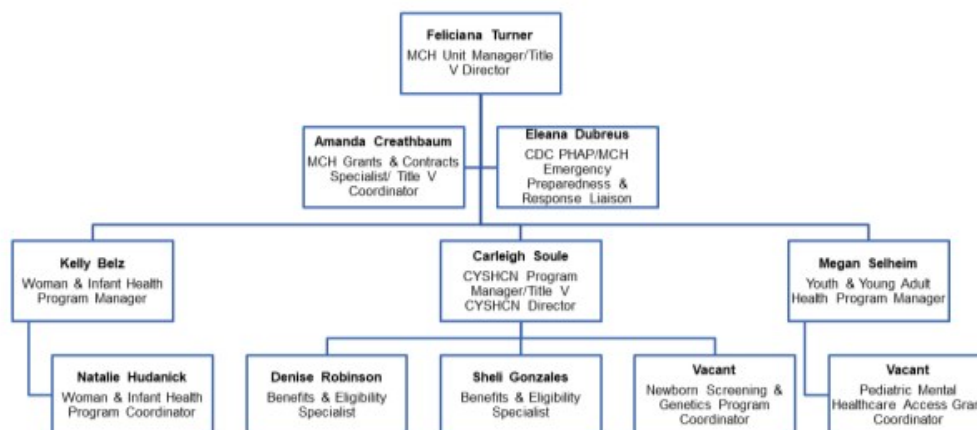 Feliciana Turner
MCH Unit Manager/Title
V Director
Amanda Creathbaum
MCH Grants & Contracts
Specialist/ Title V
Coordinator
Eleana Dubreus
CDC PHAP/MCH
Emergency
Preparedness &
Response Liaison
Kelly Belz
Woman & Infant Health
Program Manager
Carleigh Soule
CYSHCN Program
Manager/Title V
CYSHCN Director
Megan Selheim
Youth & Young Adult
Health Program Manager
Natalie Hudanick
Woman & Infant Health
Program Coordinator
Denise Robinson
Benefits & Eligibility
Specialist
Sheli Gonzales
Benefits & Eligibility
Specialist
Vacant
Newborn Screening &
Genetics Program
Coordinator
Vacant
Pediatric Mental
Healthcare Access Gran
Coordinator